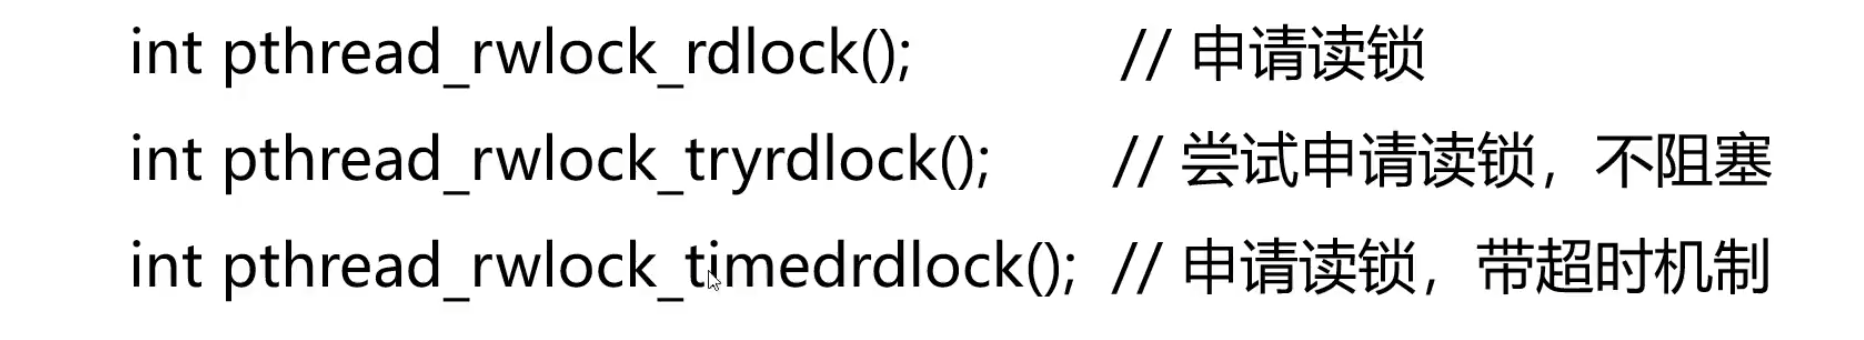 int pthread_rwlock_rdlock(); // 申请读锁
int pthread_rwlock_tryrdlock(); // 尝试申请读锁，不阻塞
int pthread_rwlock_timedrdlock(); // 申请读锁，带超时机制